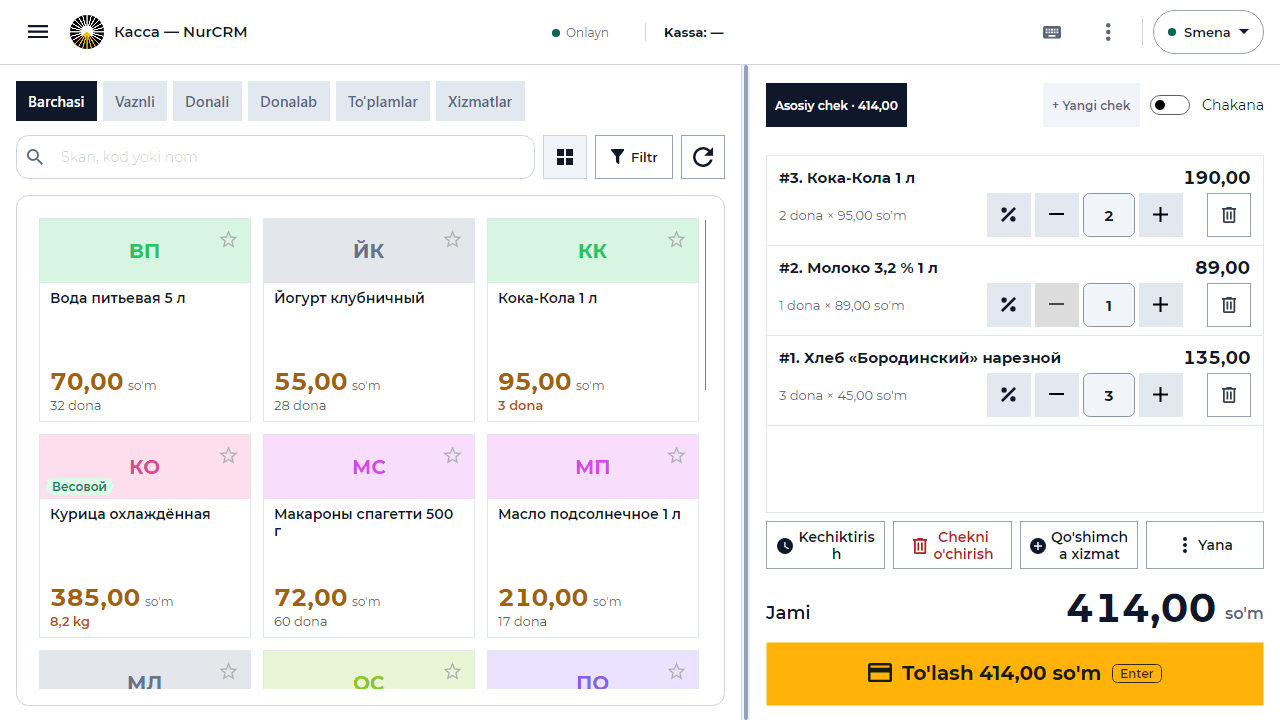 Касса — NurCRM
Onlayn
Kassa: —
Smena
Barchasi
Vaznli
Donali
Donalab
To'plamlar
Xizmatlar
Skan, kod yoki nom
Filtr
ВП
Вода питьевая 5 л
70,00 so'm
32 dona
ЙК
Йогурт клубничный
55,00 so'm
28 dona
КК
Кока-Кола 1 л
95,00 so'm
3 dona
КО
Весовой
Курица охлаждённая
385,00 so'm
8,2 kg
МС
Макароны спагетти 500
г
72,00 so'm
60 dona
МП
Масло подсолнечное 1 л
210,00 so'm
17 dona
МЛ
ОС
ПО
Asosiy chek · 414,00
+ Yangi chek
Chakana
#3. Кока-Кола 1 л
190,00
2 dona × 95,00 so'm
2
#2. Молоко 3,2 % 1 л
89,00
1 dona × 89,00 so'm
1
#1. Хлеб «Бородинский» нарезной
135,00
3 dona × 45,00 so'm
3
Kechiktiris
h
Chekni
o'chirish
Qo'shimch
a xizmat
Yana
Jami
414,00 so'm
To'lash 414,00 so'm Enter